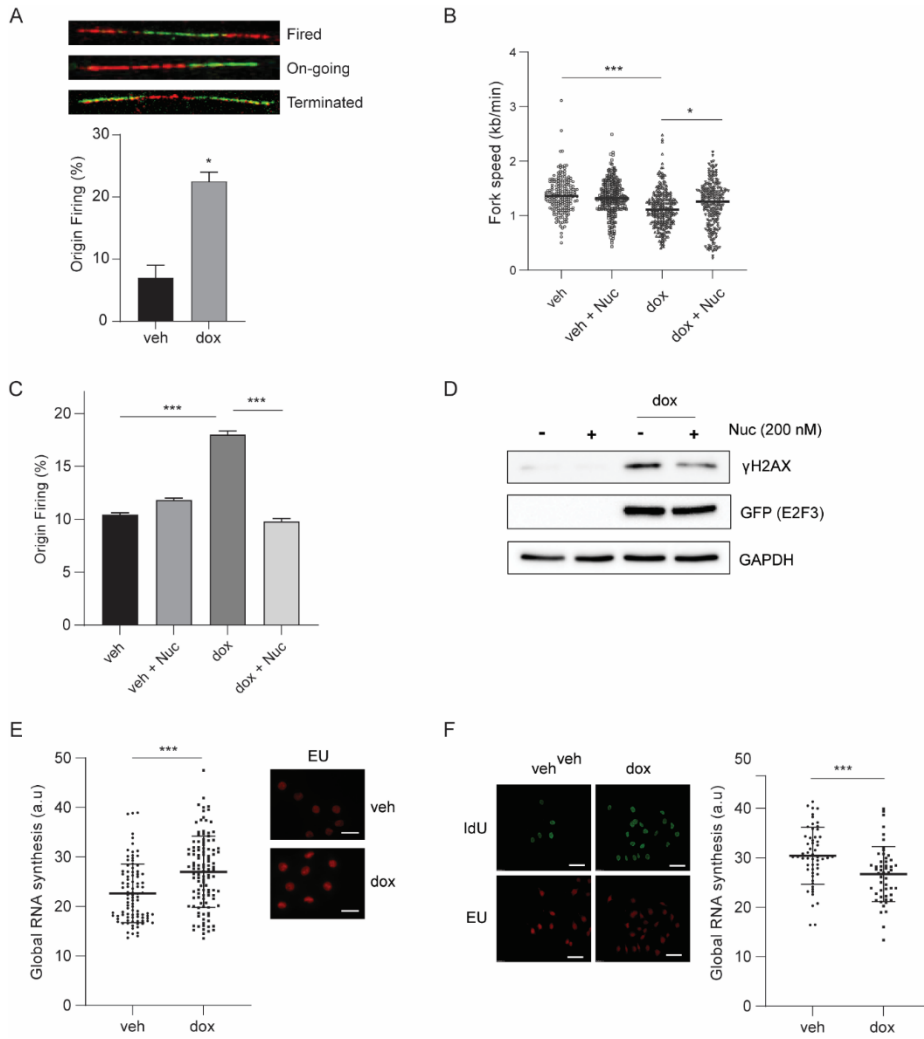 A
Fired
On-going
Terminated
Origin Firing (%)
30
20
10
0
*
veh
dox
B
Fork speed (kb/min)
4
3
2
1
0
***
*
veh
veh + Nuc
dox
dox + Nuc
C
Origin Firing (%)
20
15
10
5
0
***
***
veh
veh + Nuc
dox
dox + Nuc
D
dox
- + - + Nuc (200 nM)
γH2AX
GFP (E2F3)
GAPDH
E
Global RNA synthesis (a.u)
50
40
30
20
10
0
***
veh
dox
EU
veh
dox
F
veh veh dox
IdU
EU
Global RNA synthesis (a.u)
50
40
30
20
10
0
***
veh
dox